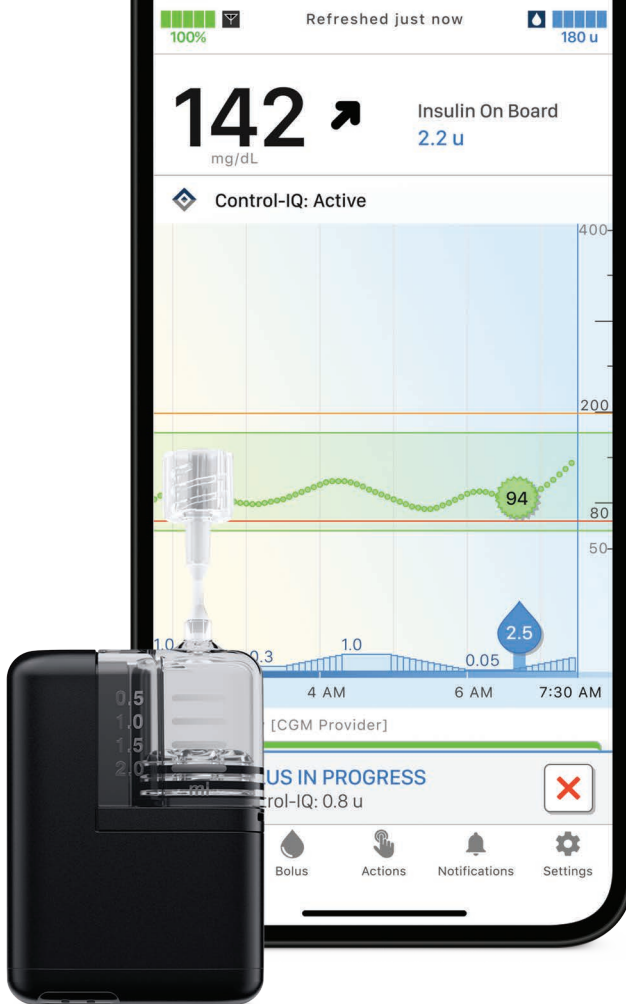 Refreshed just now
100%
180 u
142
mg/dL
Insulin On Board
2.2 u
Control-IQ: Active
400
200
94
80
50
2.5
1.0
0.3
1.0
0.05
4 AM
6 AM
7:30 AM
[CGM Provider]
US IN PROGRESS
rol-IQ: 0.8 u
0.5
1.0
1.5
2.0
ml
Bolus
Actions
Notifications
Settings